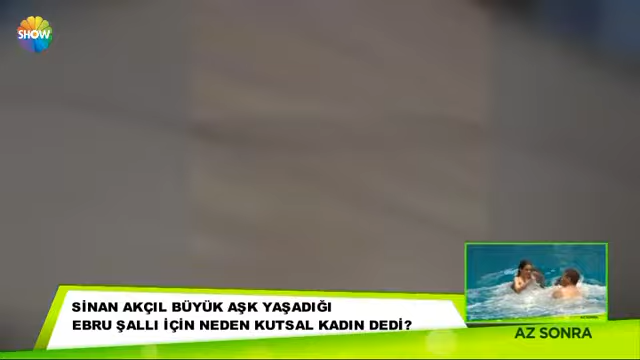 SHOW
SİNAN AKÇIL BÜYÜK AŞK YAŞADIĞI
EBRU ŞALLI İÇİN NEDEN KUTSAL KADIN DEDİ?
AZ SONRA